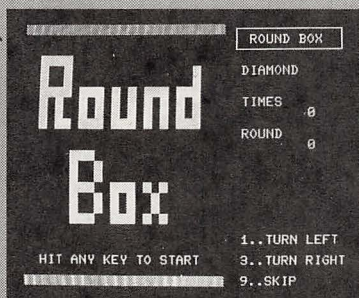 Round
Box
HIT ANY KEY TO START
ROUND BOX
DIAMOND
TIMES
0
ROUND
0
1..TURN LEFT
3..TURN RIGHT
9..SKIP